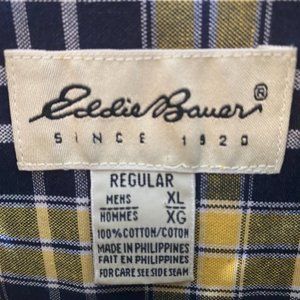 Eddie Bauer®
SINCE 1920
REGULAR
MENS XL
HOMMES XG
100% COTTON/COTON
MADE IN PHILIPPINES
FAIT EN PHILIPPINES
FOR CARE SEE SIDE SEAM